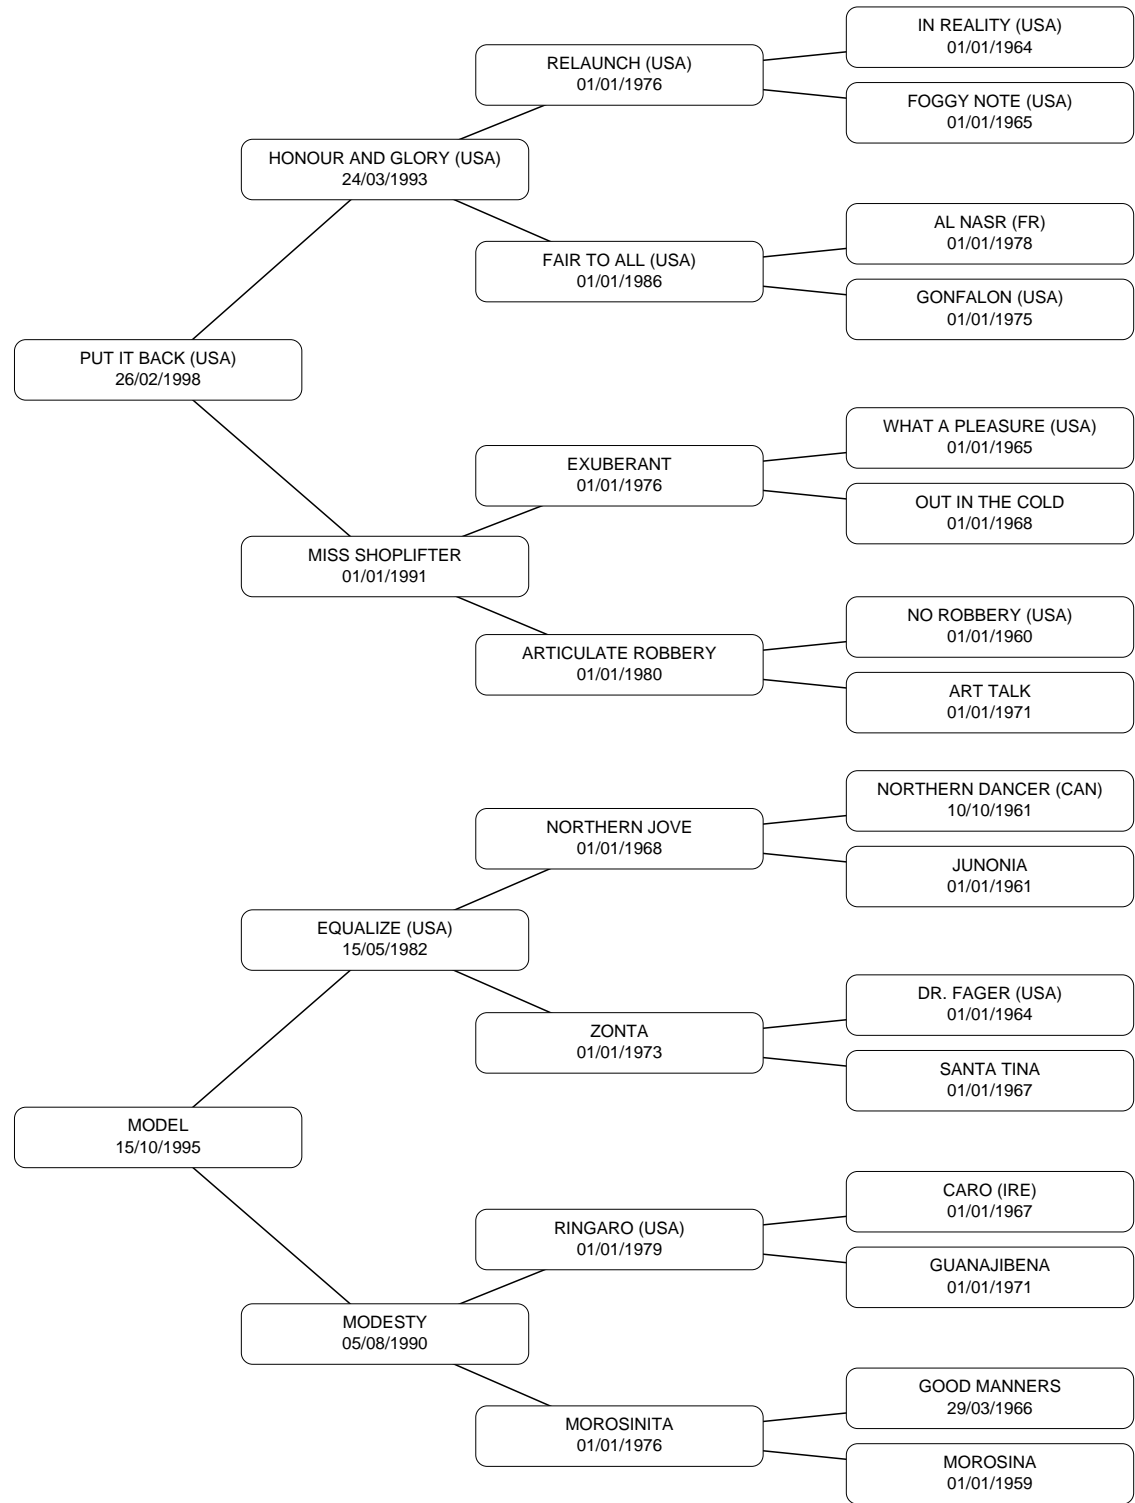 IN REALITY (USA)
01/01/1964
RELAUNCH (USA)
01/01/1976
FOGGY NOTE (USA)
01/01/1965
HONOUR AND GLORY (USA)
24/03/1993
AL NASR (FR)
01/01/1978
FAIR TO ALL (USA)
01/01/1986
GONFALON (USA)
01/01/1975
PUT IT BACK (USA)
26/02/1998
WHAT A PLEASURE (USA)
01/01/1965
EXUBERANT
01/01/1976
OUT IN THE COLD
01/01/1968
MISS SHOPLIFTER
01/01/1991
NO ROBBERY (USA)
01/01/1960
ARTICULATE ROBBERY
01/01/1980
ART TALK
01/01/1971
NORTHERN DANCER (CAN)
10/10/1961
NORTHERN JOVE
01/01/1968
JUNONIA
01/01/1961
EQUALIZE (USA)
15/05/1982
DR. FAGER (USA)
01/01/1964
ZONTA
01/01/1973
SANTA TINA
01/01/1967
MODEL
15/10/1995
CARO (IRE)
01/01/1967
RINGARO (USA)
01/01/1979
GUANAJIBENA
01/01/1971
MODESTY
05/08/1990
GOOD MANNERS
29/03/1966
MOROSINITA
01/01/1976
MOROSINA
01/01/1959